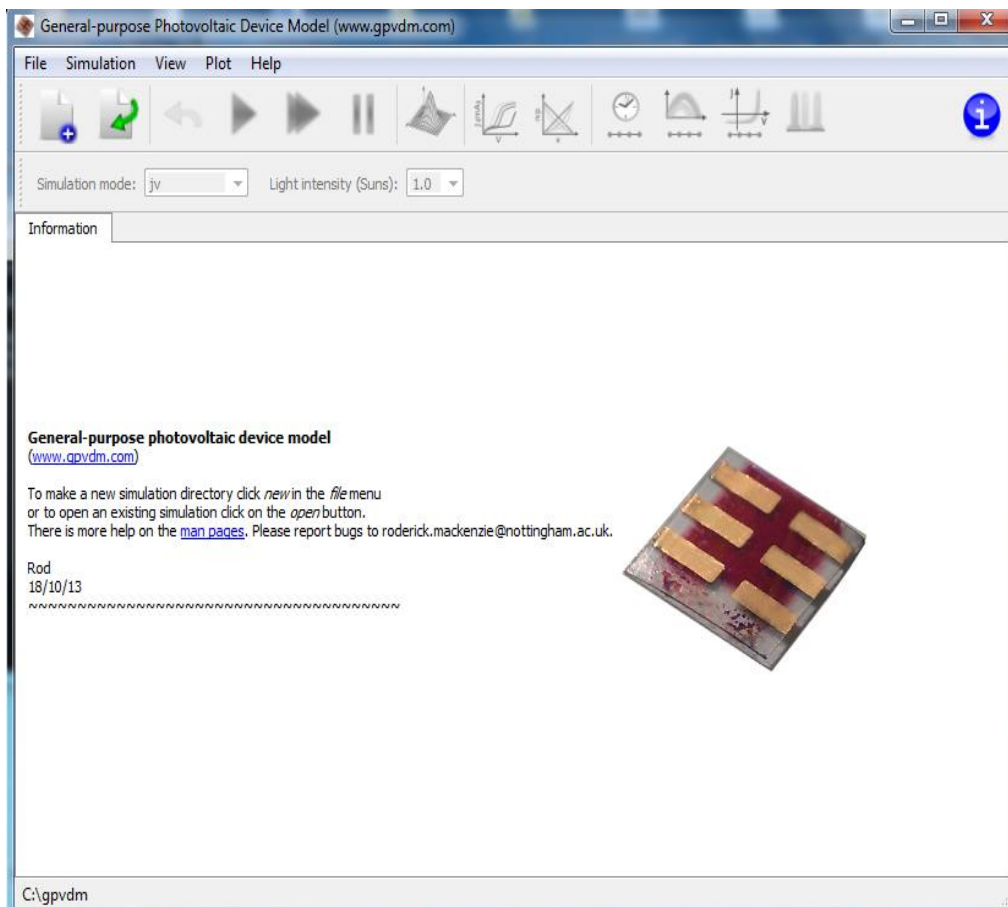 General-purpose Photovoltaic Device Model (www.gpvdm.com)
File Simulation View Plot Help
Simulation mode: jv Light intensity (Suns): 1.0
Information
General-purpose photovoltaic device model
(www.gpvdm.com)
To make a new simulation directory click new in the file menu
or to open an existing simulation click on the open button.
There is more help on the man pages. Please report bugs to roderick.mackenzie@nottingham.ac.uk.
Rod
18/10/13
~~~~~~~~~~~~~~~~~~~~~~~~~~~~~~~~~~~~~~
C:\gpvdm